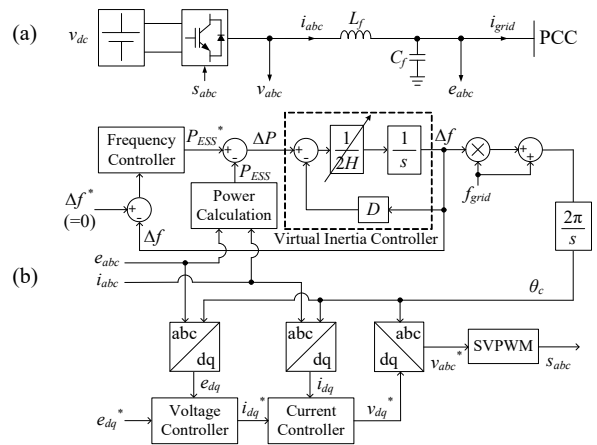 (a)
v_dc
i_abc
L_f
i_grid
PCC
C_f
s_abc
v_abc
e_abc
Frequency
Controller
P_ESS*
+
-
ΔP
P_ESS
Power
Calculation
+
-
1
2H
1
s
Δf
D
Virtual Inertia Controller
×
+
+
f_grid
2π
s
Δf*
(=0)
+
-
Δf
e_abc
(b)
i_abc
θ_c
abc
dq
abc
dq
abc
dq
v_abc*
SVPWM
s_abc
e_dq
i_dq
e_dq*
Voltage
Controller
i_dq*
Current
Controller
v_dq*